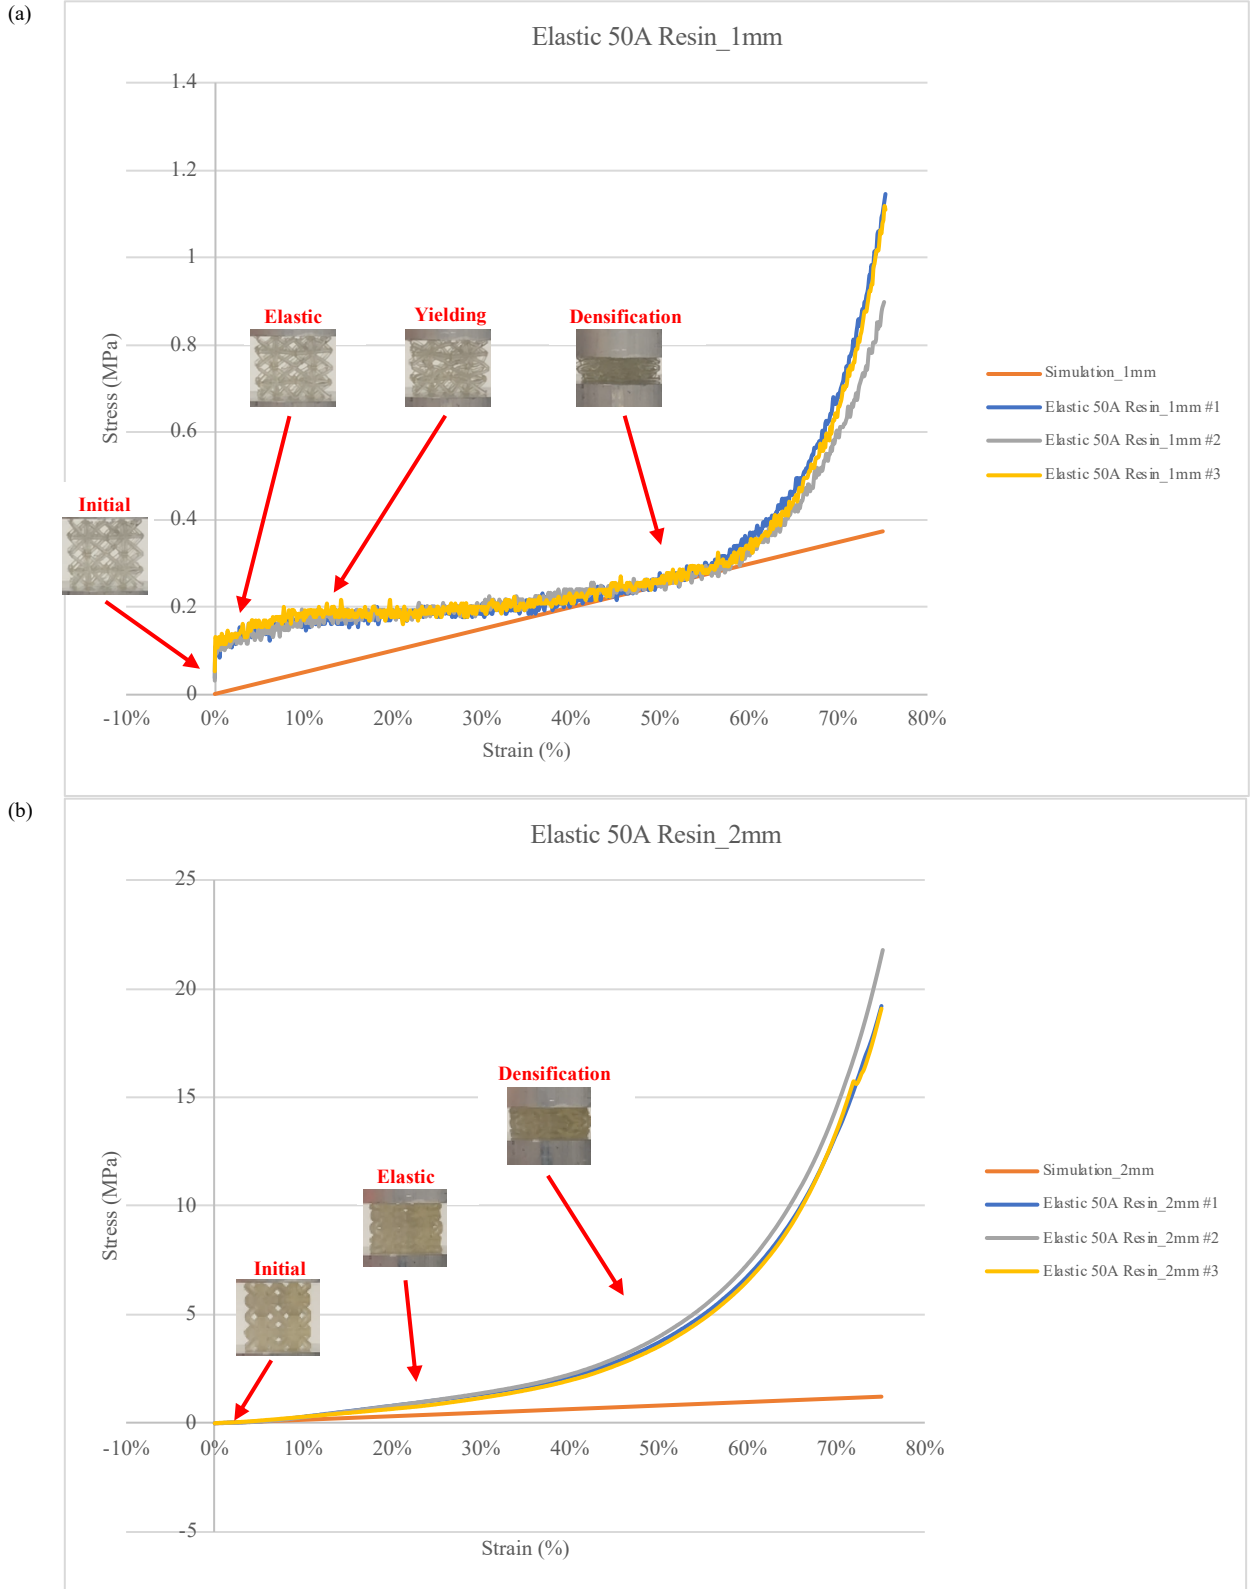 (a)
Elastic 50A Resin_1mm
1.4
1.2
1
0.8
0.6
0.4
0.2
0
Stress (MPa)
Initial
Elastic
Yielding
Densification
-10% 0% 10% 20% 30% 40% 50% 60% 70% 80%
Strain (%)
Simulation_1mm
Elastic 50A Resin_1mm #1
Elastic 50A Resin_1mm #2
Elastic 50A Resin_1mm #3
(b)
Elastic 50A Resin_2mm
25
20
15
10
5
0
-5
Stress (MPa)
Initial
Elastic
Densification
-10% 0% 10% 20% 30% 40% 50% 60% 70% 80%
Strain (%)
Simulation_2mm
Elastic 50A Resin_2mm #1
Elastic 50A Resin_2mm #2
Elastic 50A Resin_2mm #3